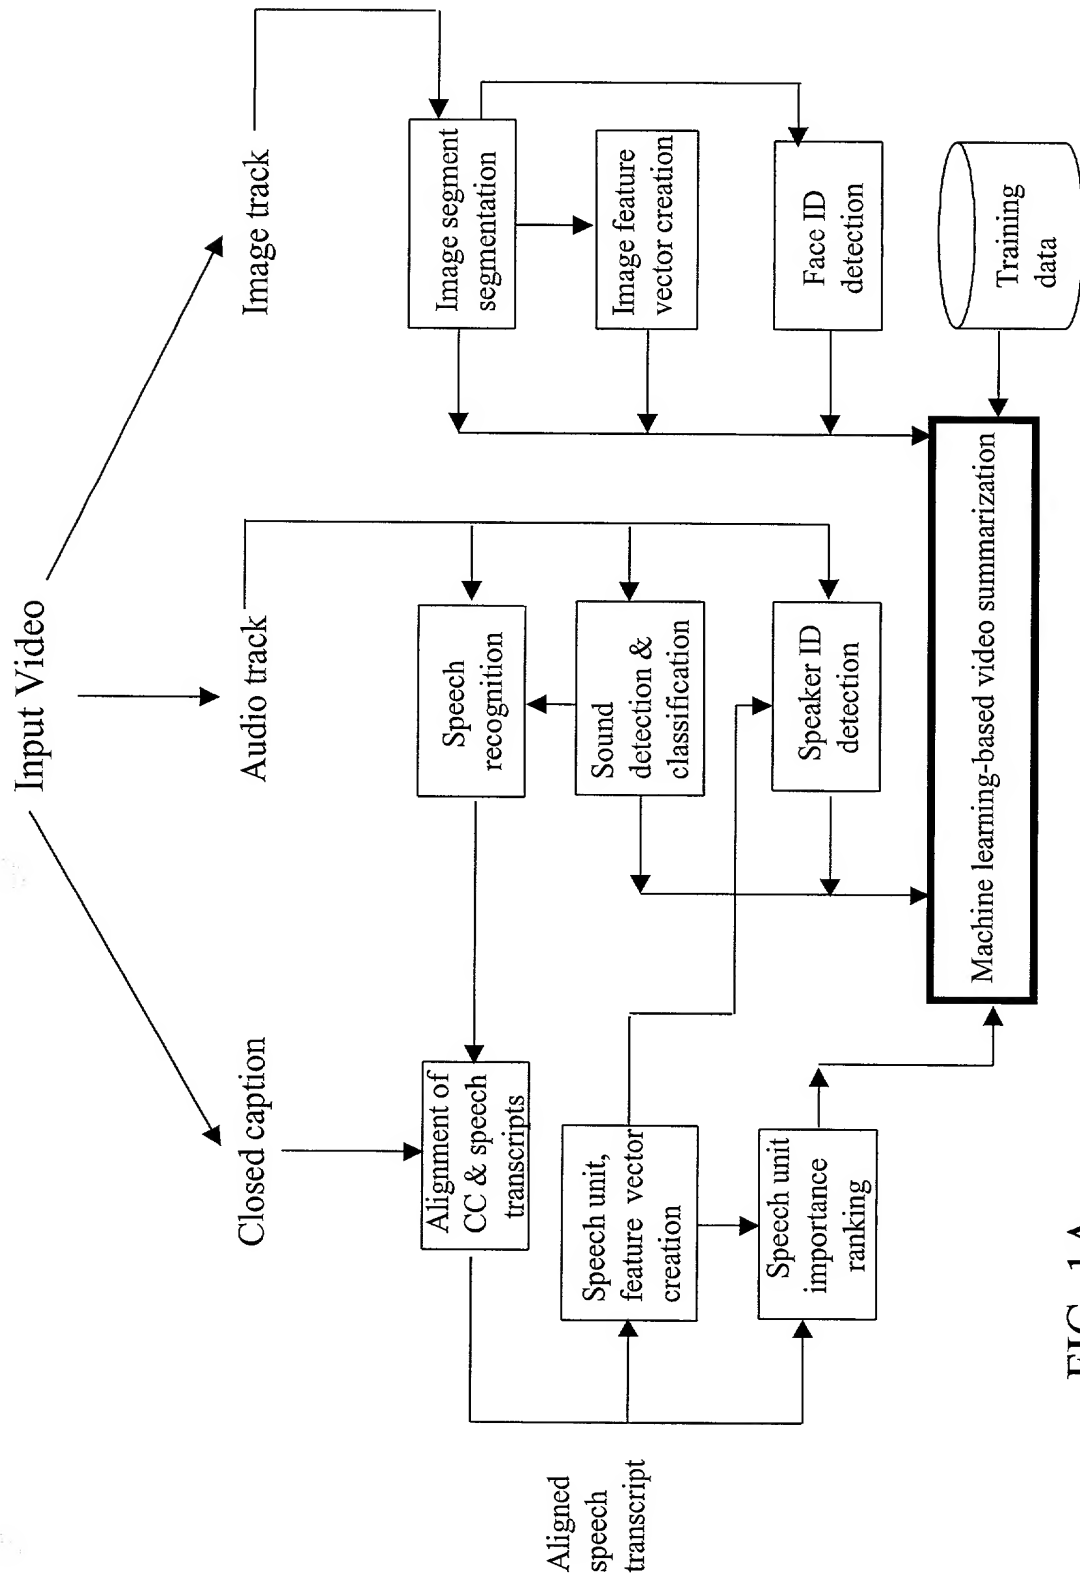 Input Video
Closed caption
Audio track
Image track
Alignment of
CC & speech
transcripts
Speech
recognition
Image segment
segmentation
Aligned
speech
transcript
Speech unit,
feature vector
creation
Sound
detection &
classification
Image feature
vector creation
Speech unit
importance
ranking
Speaker ID
detection
Face ID
detection
Machine learning-based video summarization
Training
data
FIG. 1A